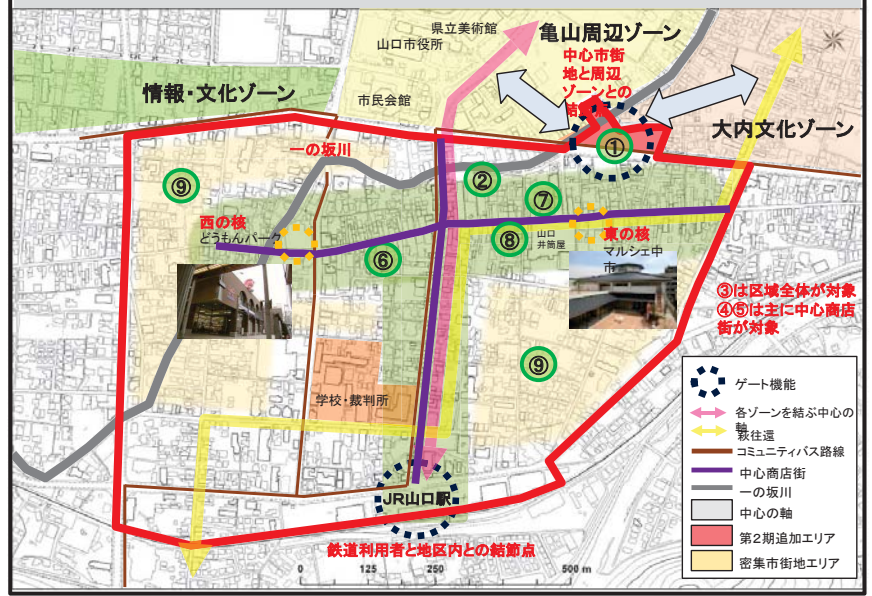 県立美術館
山口市役所
亀山周辺ゾーン
中心市街
地と周辺
ゾーンとの
情報・文化ゾーン
市民会館
大内文化ゾーン
①
一の坂川
⑨
②
⑦
西の核
どうもんパーク
⑧
山口
井筒屋
東の核
マルシェ中
市
⑥
③は区域全体が対象
④⑤は主に中心商店
街が対象
⑨
学校・裁判所
JR山口駅
鉄道利用者と地区内との結節点
0 125 250 500 m
ゲート機能
各ゾーンを結ぶ中心の
軸
萩往還
コミュニティバス路線
中心商店街
一の坂川
中心の軸
第2期追加エリア
密集市街地エリア